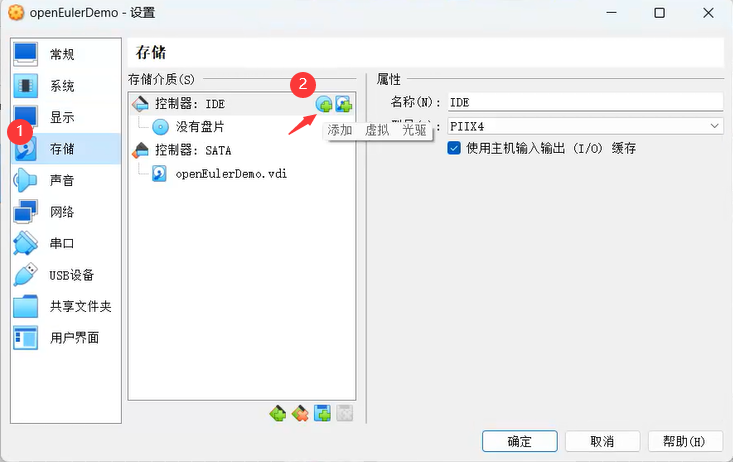 openEulerDemo - 设置
常规
系统
显示
1
存储
声音
网络
串口
USB设备
共享文件夹
用户界面
存储
存储介质(S)
2
控制器: IDE
没有盘片
添加 虚拟 光驱
控制器: SATA
openEulerDemo.vdi
属性
名称(N): IDE
PIIX4
使用主机输入输出 (I/O) 缓存
确定
取消
帮助(H)